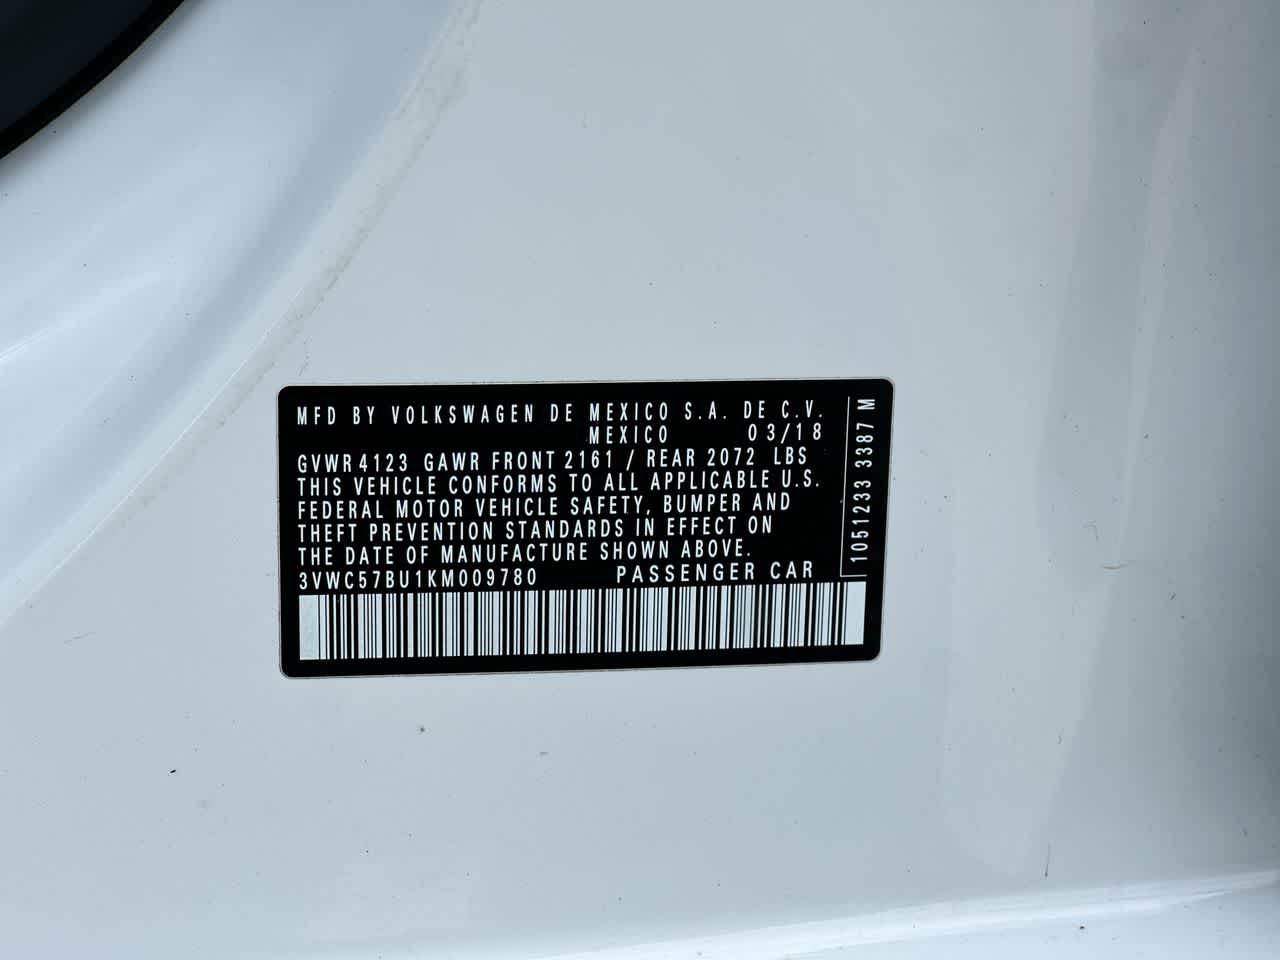 MFD BY VOLKSWAGEN DE MEXICO S.A. DE C.V.
MEXICO 03/18
GVWR 4123 GAWR FRONT 2161 / REAR 2072 LBS
THIS VEHICLE CONFORMS TO ALL APPLICABLE U.S.
FEDERAL MOTOR VEHICLE SAFETY, BUMPER AND
THEFT PREVENTION STANDARDS IN EFFECT ON
THE DATE OF MANUFACTURE SHOWN ABOVE.
3VWC57BU1KM009780 PASSENGER CAR
1051233 3387 M